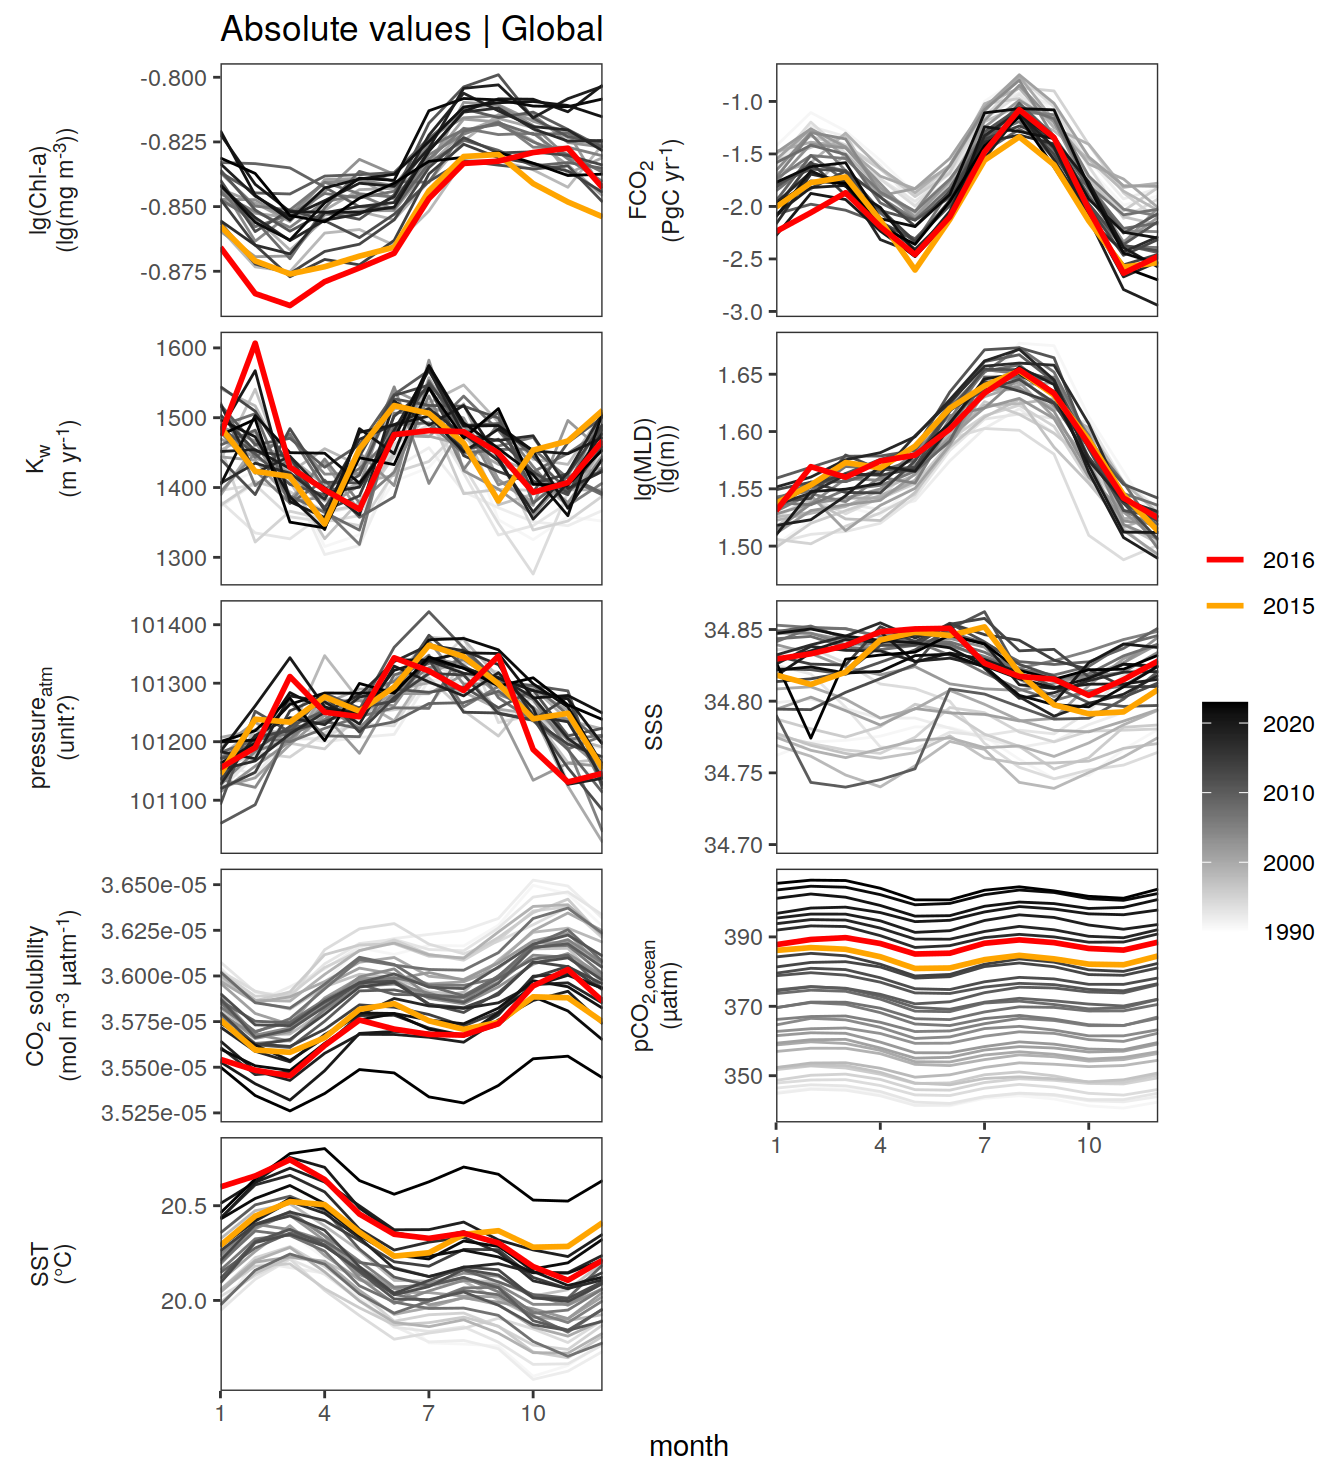 Absolute values | Global
lg(Chl-a)
(lg(mg m⁻³))
-0.800
-0.825
-0.850
-0.875
FCO₂
(PgC yr⁻¹)
-1.0
-1.5
-2.0
-2.5
-3.0
K_w
(m yr⁻¹)
1600
1500
1400
1300
lg(MLD)
(lg(m))
1.65
1.60
1.55
1.50
pressure_atm
(unit?)
101400
101300
101200
101100
SSS
34.85
34.80
34.75
34.70
CO₂ solubility
(mol m⁻³ µatm⁻¹)
3.650e-05
3.625e-05
3.600e-05
3.575e-05
3.550e-05
3.525e-05
pCO₂,ocean
(µatm)
390
370
350
1 4 7 10
SST
(°C)
20.5
20.0
1 4 7 10
month
2016
2015
2020
2010
2000
1990